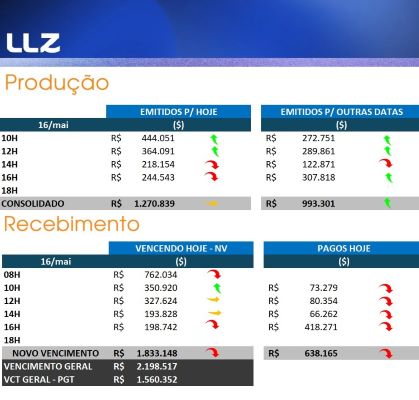 LLZ
Produção
EMITIDOS P/ HOJE EMITIDOS P/ OUTRAS DATAS
16/mai ($) ($)
10H R$ 444.051 R$ 272.751
12H R$ 364.091 R$ 289.861
14H R$ 218.154 R$ 122.871
16H R$ 244.543 R$ 307.818
18H
CONSOLIDADO R$ 1.270.839 R$ 993.301
Recebimento
VENCENDO HOJE - NV PAGOS HOJE
16/mai ($) ($)
08H R$ 762.034
10H R$ 350.920 R$ 73.279
12H R$ 327.624 R$ 80.354
14H R$ 193.828 R$ 66.262
16H R$ 198.742 R$ 418.271
18H
NOVO VENCIMENTO R$ 1.833.148 R$ 638.165
VENCIMENTO GERAL R$ 2.198.517
VCT GERAL - PGT R$ 1.560.352